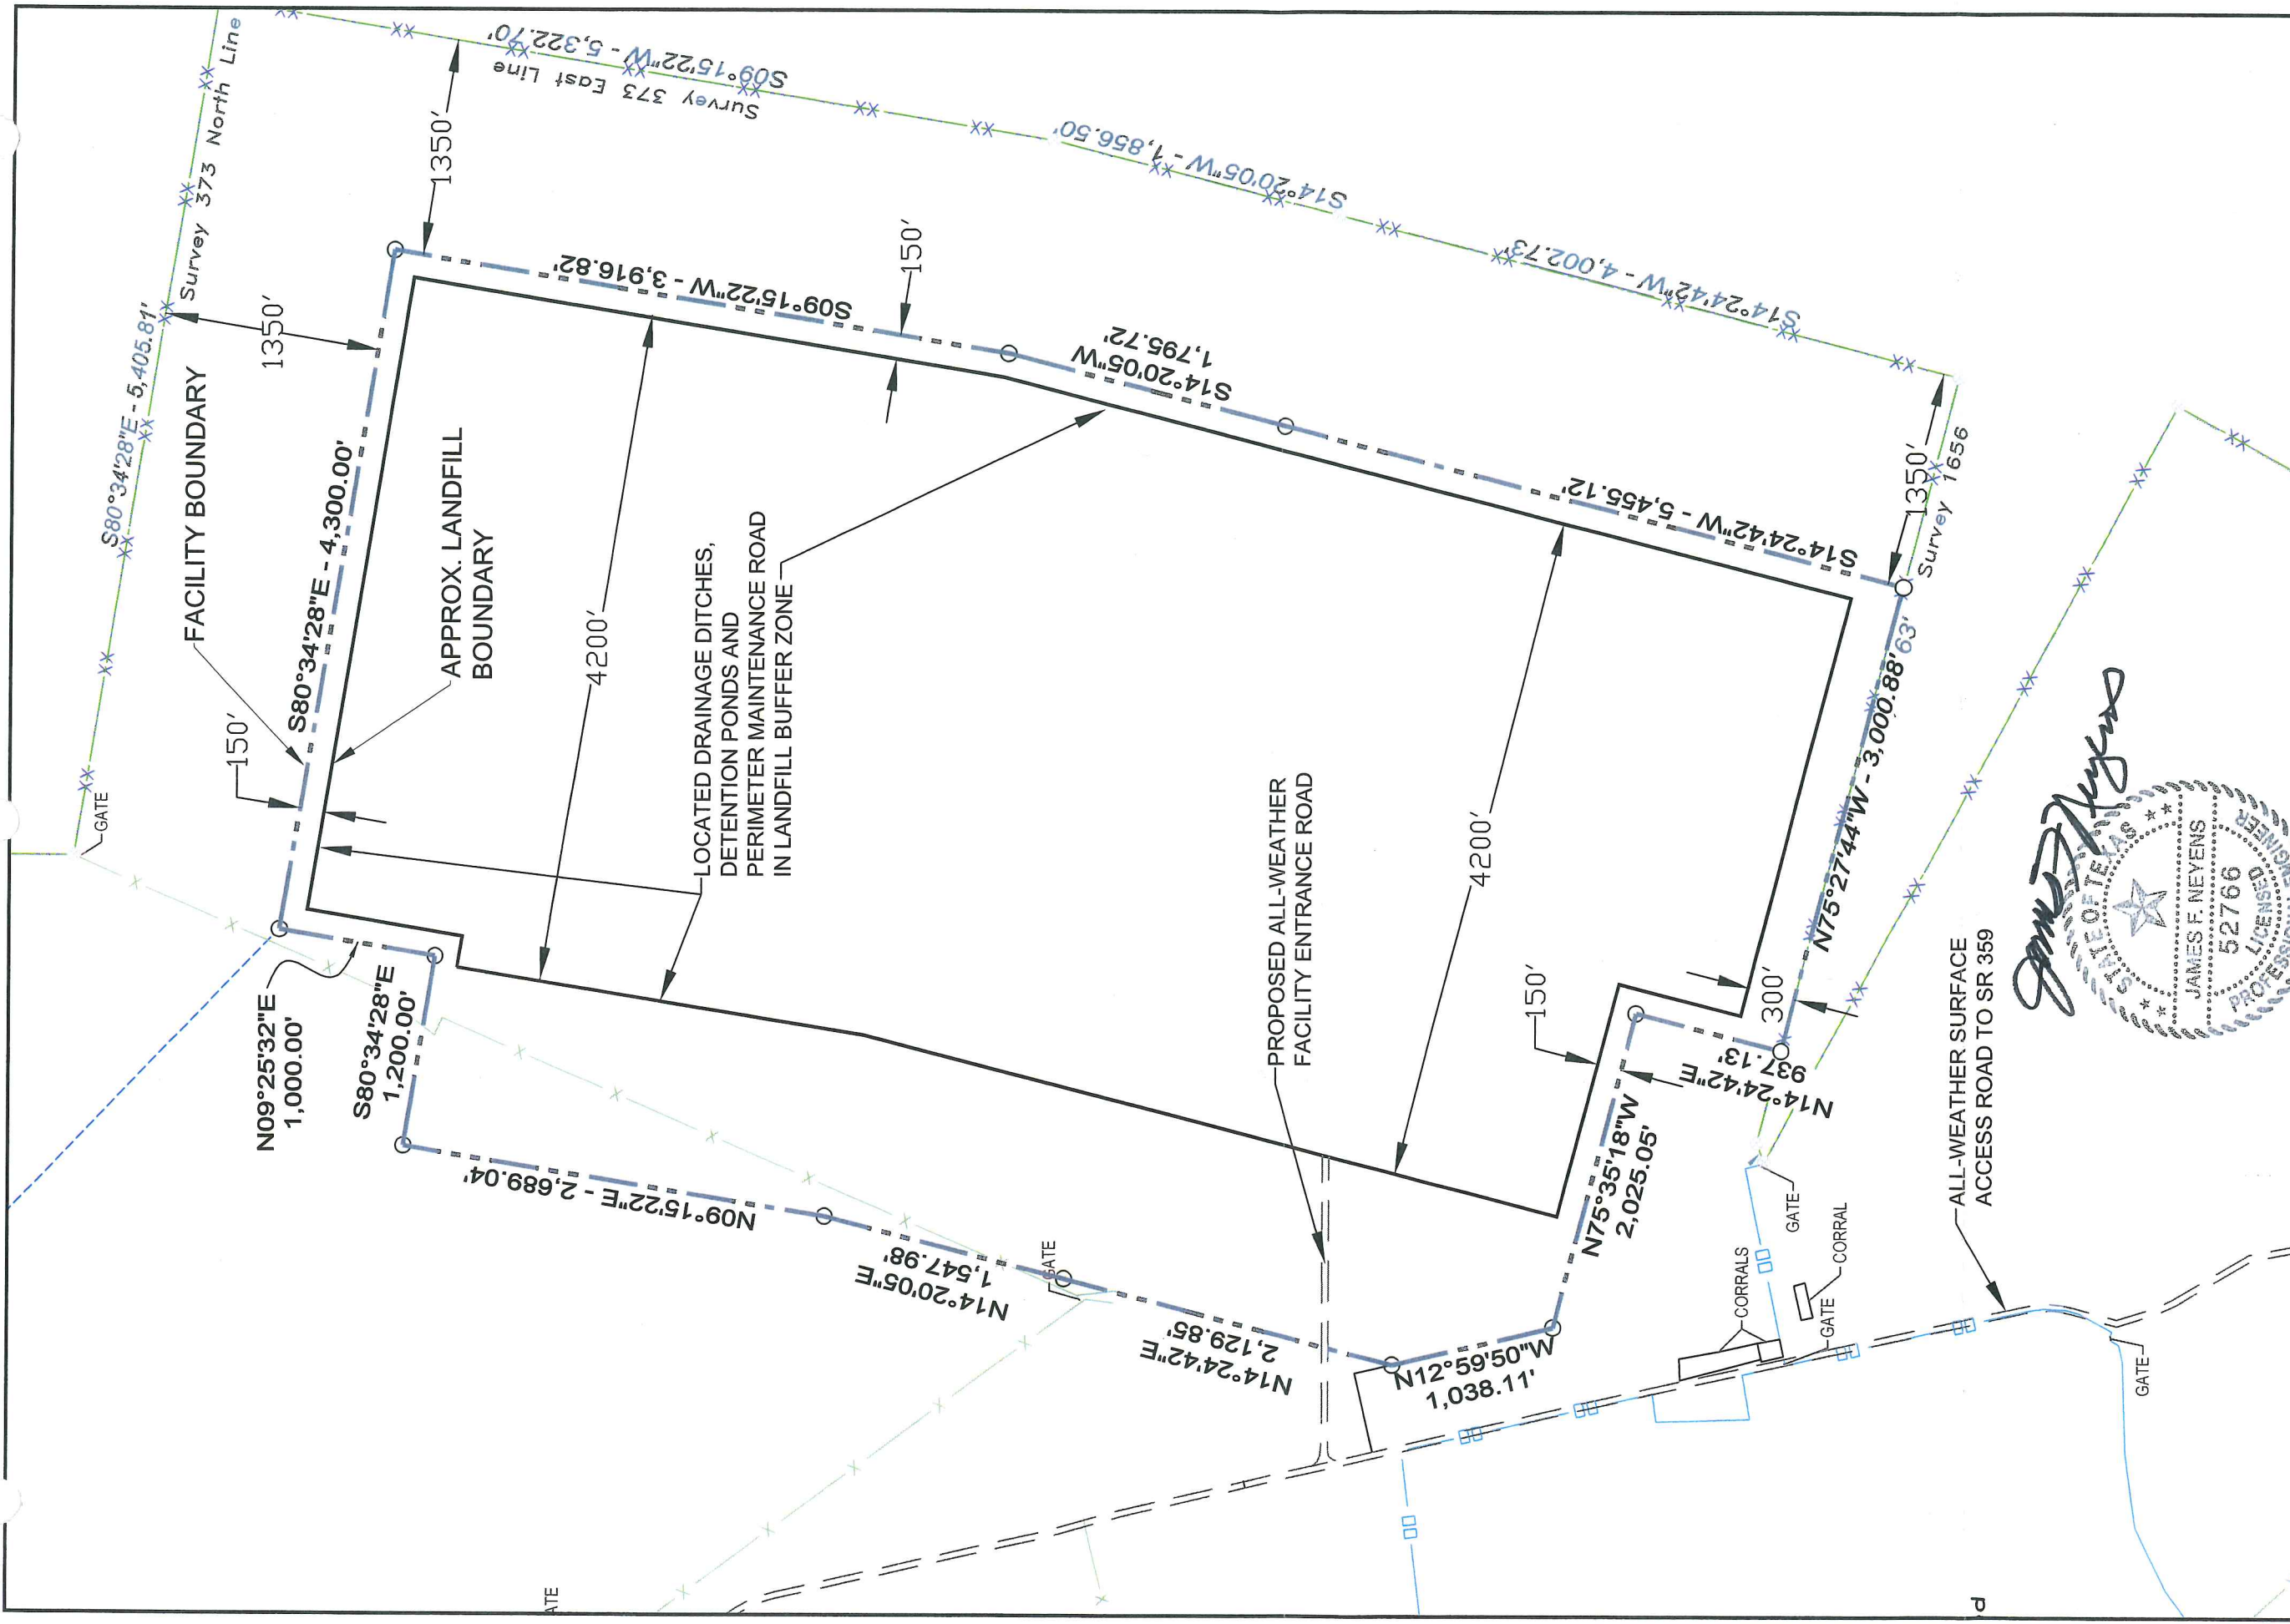 S80°34'28"E - 5,405.81'
Survey 373 North Line
S09°15'22"W - 5,322.70'
Survey East Line 373
S14°20'05"W - 1,856.50'
S14°24'42"W - 4,002.73'
Survey 1656
GATE
FACILITY BOUNDARY
1350'
1350'
150'
S80°34'28"E - 4,300.00'
APPROX. LANDFILL
BOUNDARY
S09°15'22"W - 3,916.82'
150'
4200'
S14°20'05"W
1,795.72'
LOCATED DRAINAGE DITCHES,
DETENTION PONDS AND
PERIMETER MAINTENANCE ROAD
IN LANDFILL BUFFER ZONE
N09°25'32"E
1,000.00'
S80°34'28"E
1,200.00'
N09°15'22"E - 2,689.04'
N14°20'05"E
1,547.98'
GATE
N14°24'42"E
2,129.85'
PROPOSED ALL-WEATHER
FACILITY ENTRANCE ROAD
4200'
S14°24'42"W - 5,455.12'
1350'
N12°59'50"W
1,038.11'
150'
N75°35'18"W
2,025.05'
N14°24'42"E
937.13'
300'
N75°27'44"W - 3,000.88'
63'
GATE
CORRALS
CORRAL
GATE
ALL-WEATHER SURFACE
ACCESS ROAD TO SR 359
GATE
ATE
P
STATE OF TEXAS
JAMES F. NEYENS
52766
LICENSED
PROFESSIONAL ENGINEER